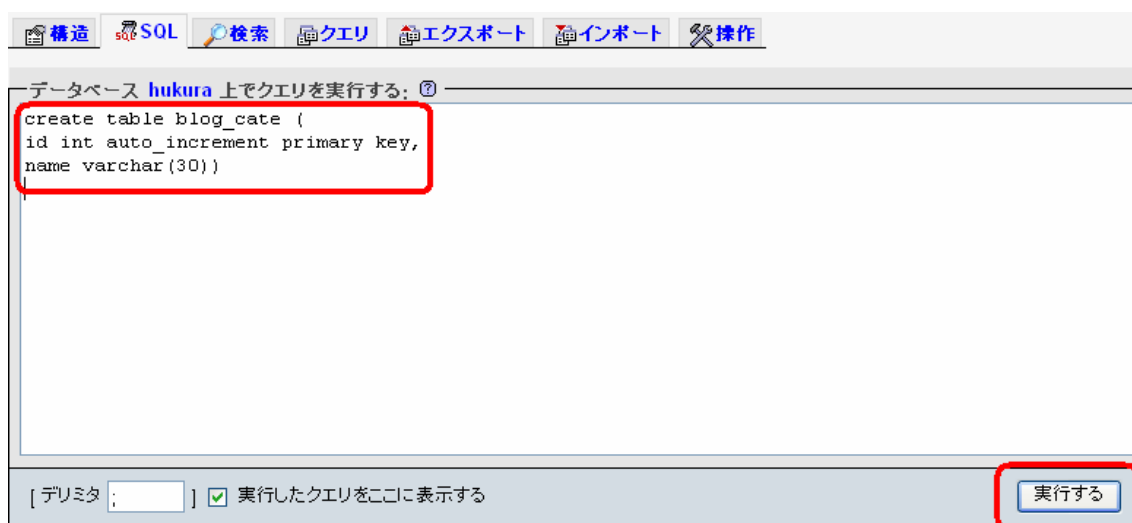 構造 SQL 検索 クエリ エクスポート インポート 操作
データベース hukura 上でクエリを実行する:
create table blog_cate (
id int auto_increment primary key,
name varchar(30))
[ デリミタ ; ] 実行したクエリをここに表示する 実行する